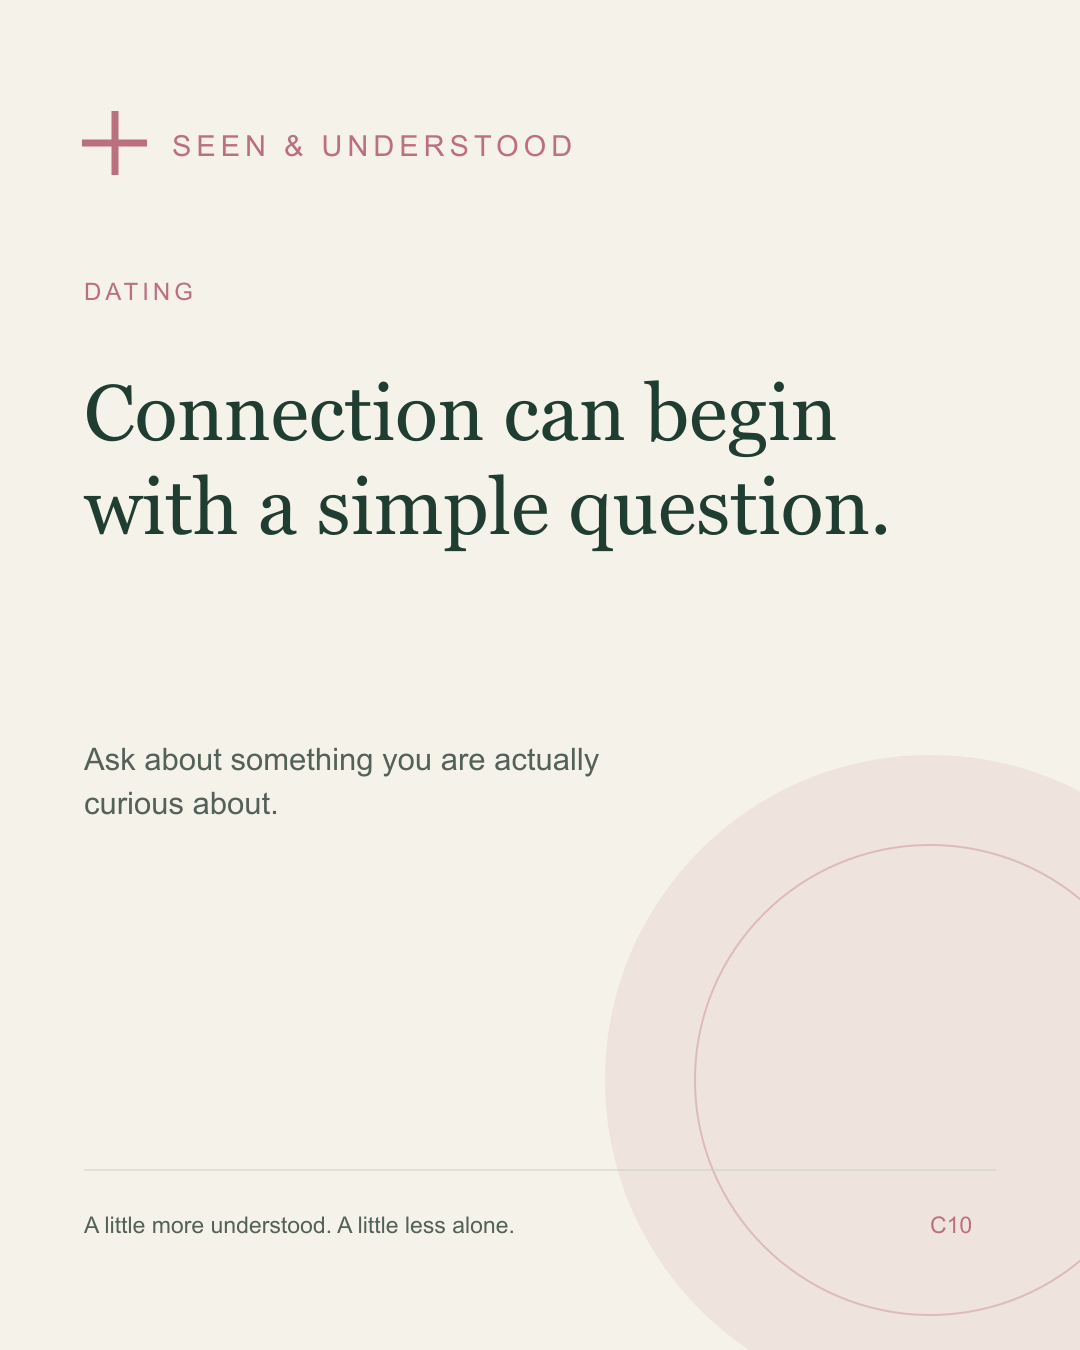 SEEN & UNDERSTOOD
DATING
Connection can begin
with a simple question.
Ask about something you are actually
curious about.
A little more understood. A little less alone.
C10